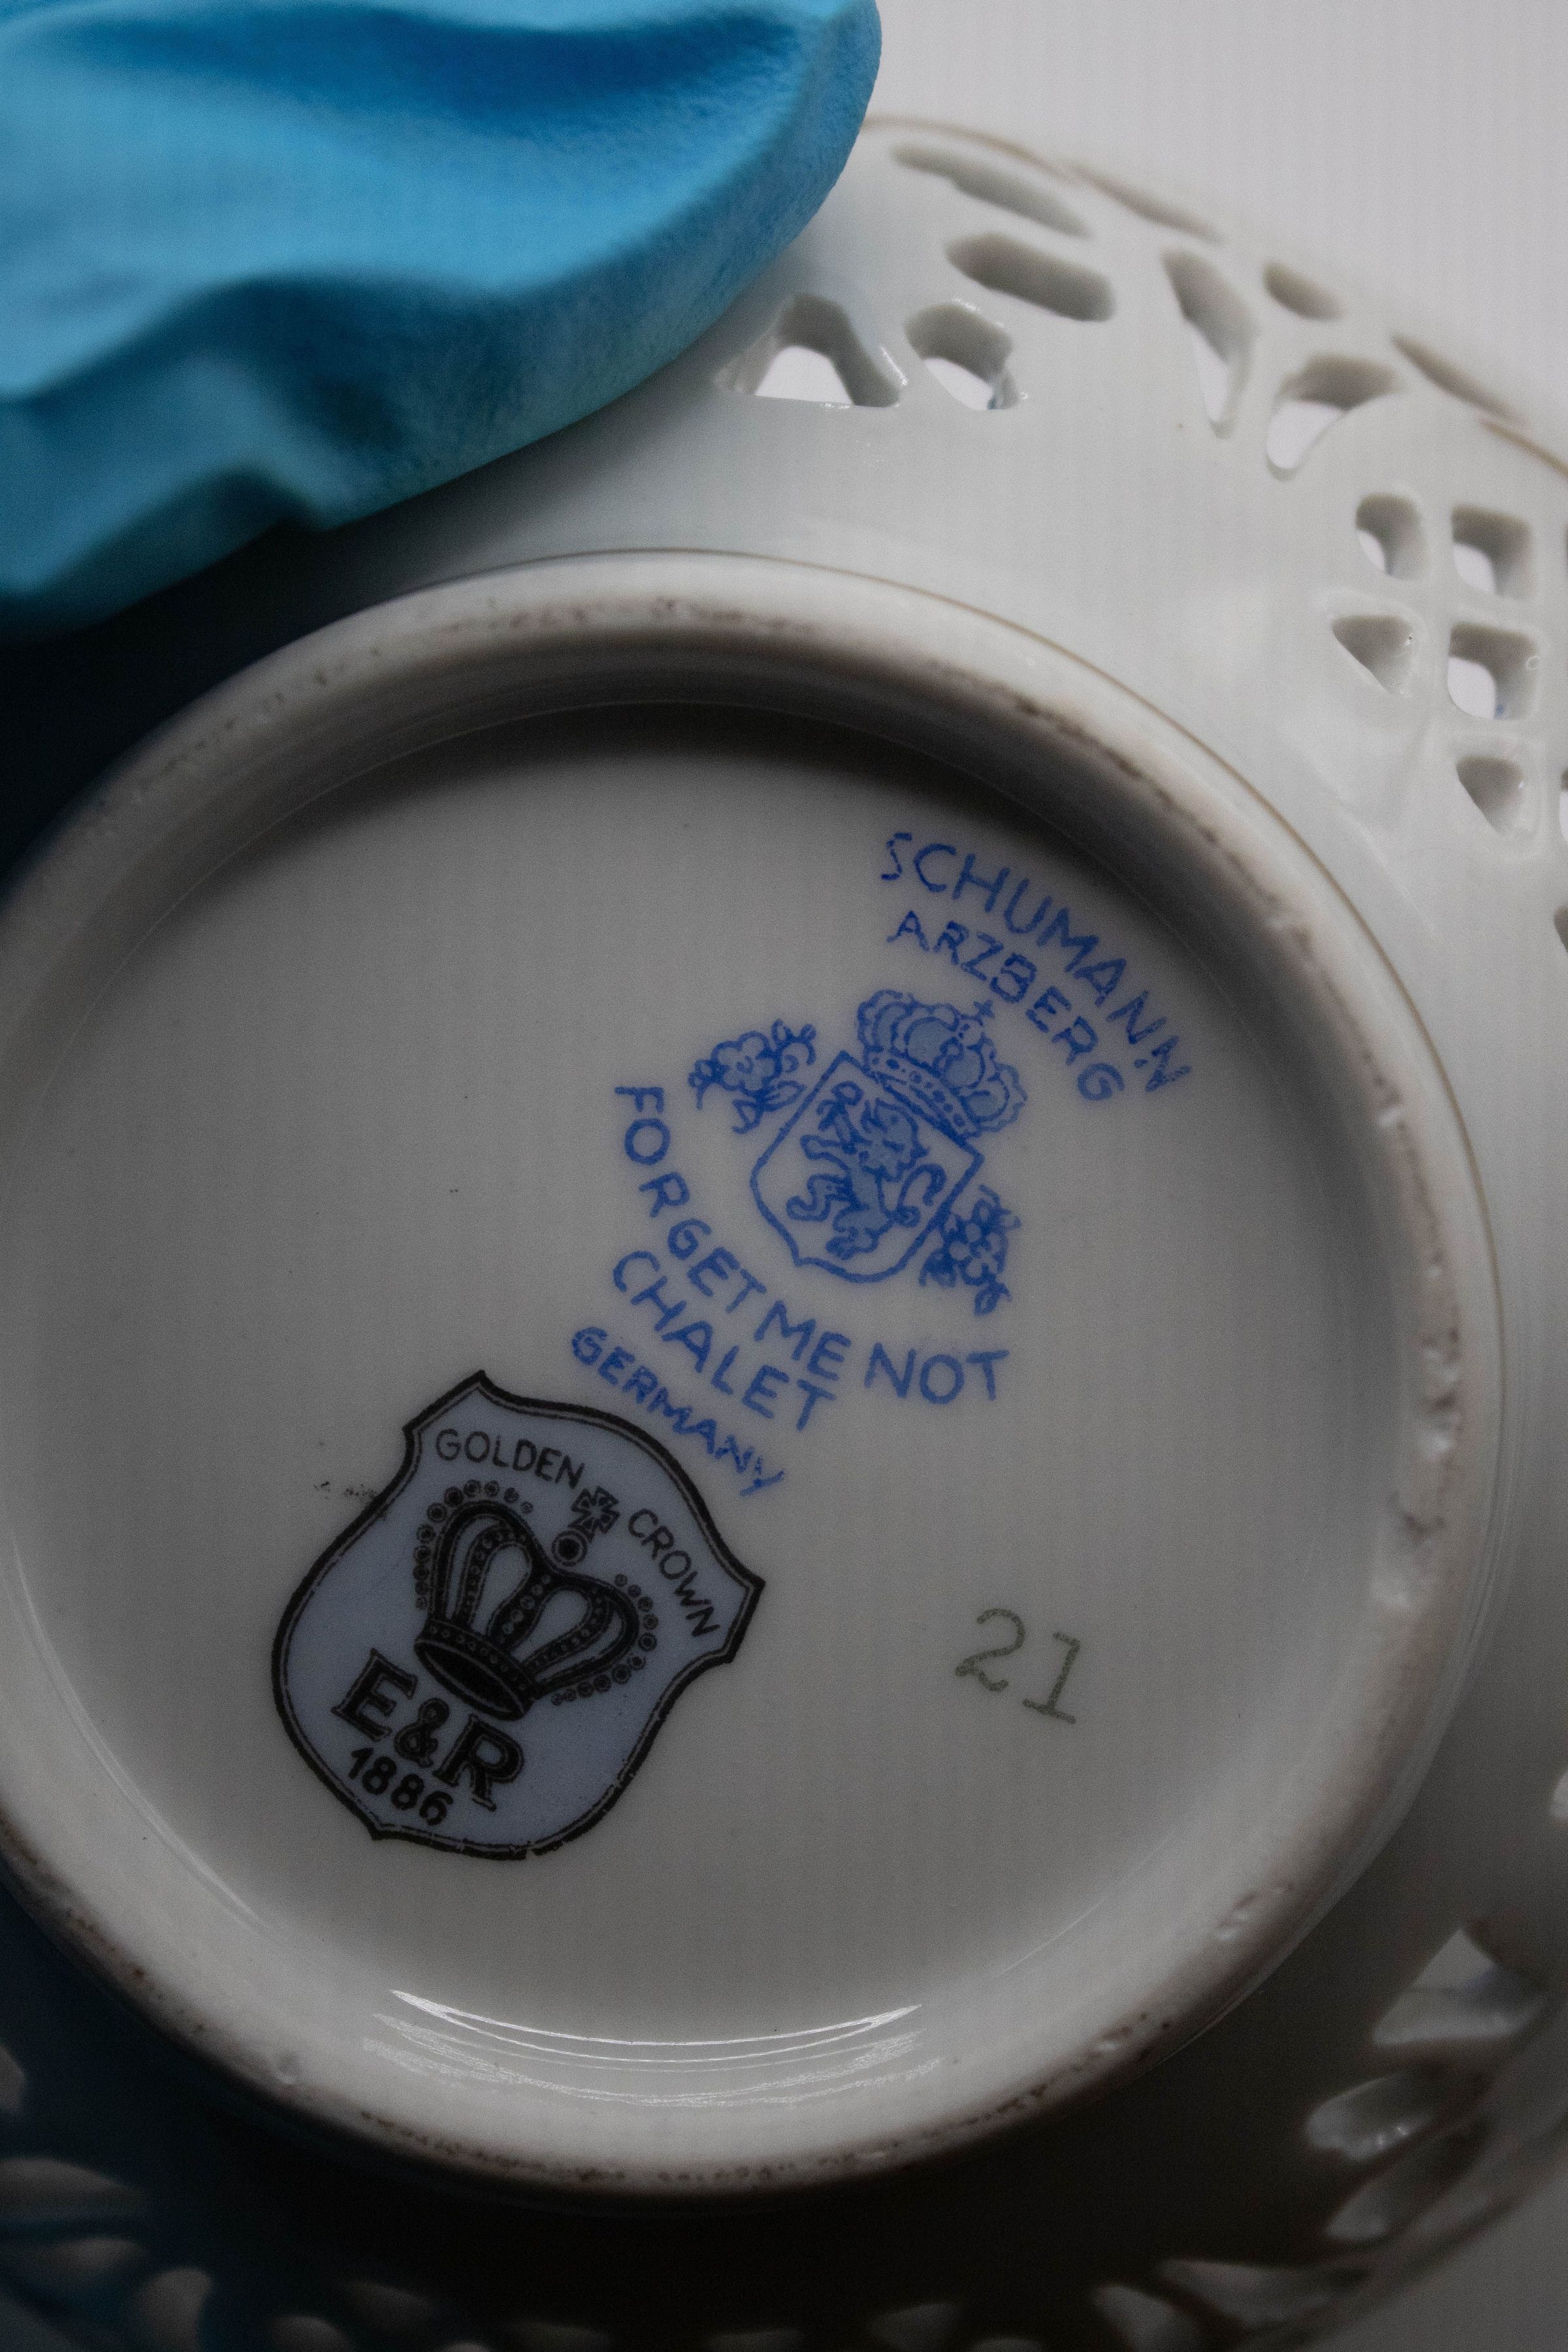 SCHUMANN
ARZBERG
FORGET ME NOT
CHALET
GERMANY
GOLDEN CROWN
E&R
1886
21